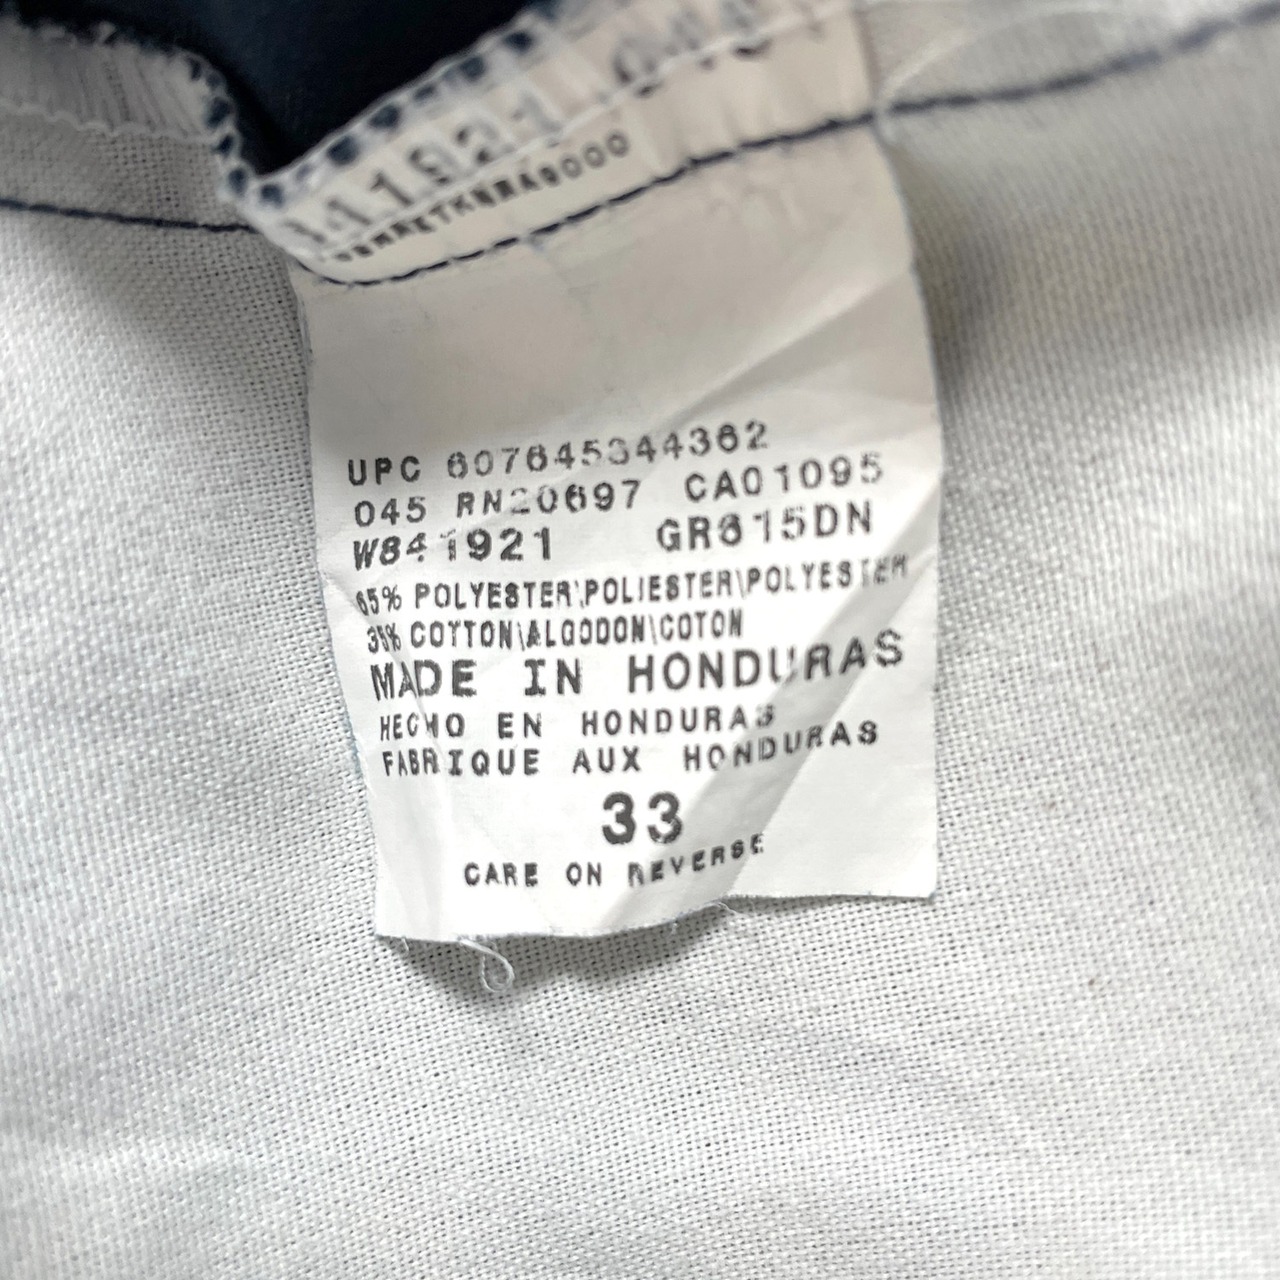 UPC 607645344362
045 RN20697 CA01095
W841921 GR815DN
65% POLYESTER\POLIESTER\POLYESTER
35% COTTON\ALGODON\COTON
MADE IN HONDURAS
HECHO EN HONDURAS
FABRIQUE AUX HONDURAS
33
CARE ON REVERSE